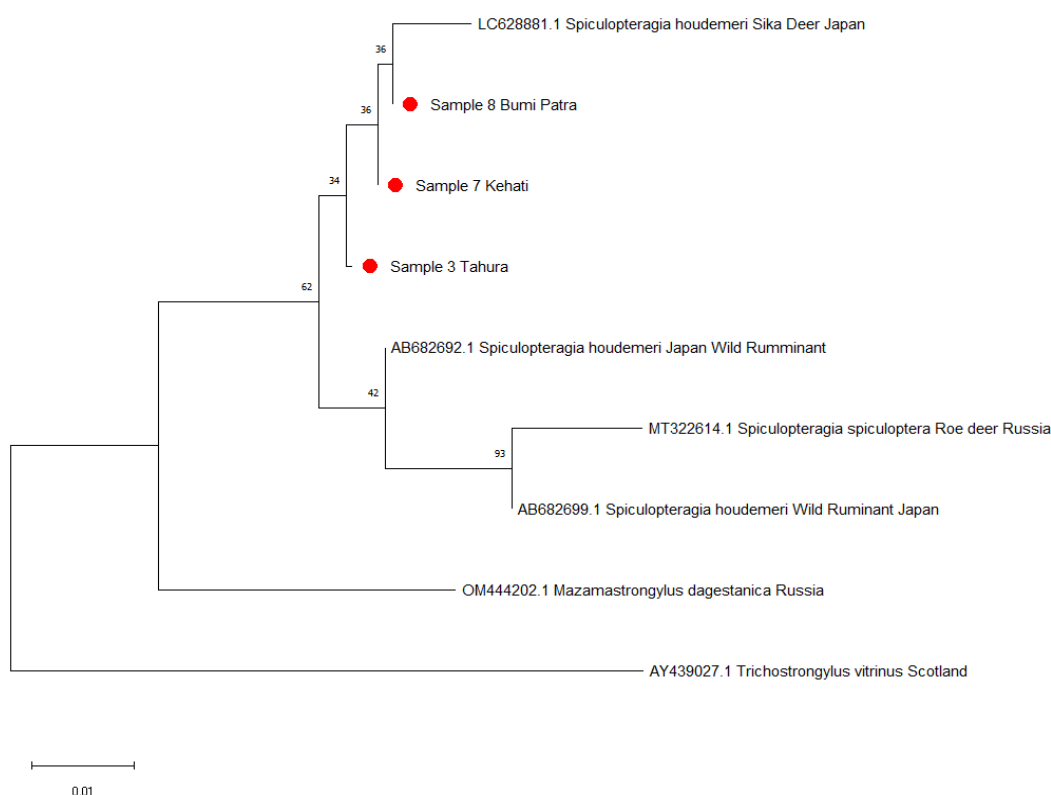 LC628881.1 Spiculopteragia houdemeri Sika Deer Japan
36
Sample 8 Bumi Patra
36
Sample 7 Kehati
34
Sample 3 Tahura
62
AB682692.1 Spiculopteragia houdemeri Japan Wild Rumminant
42
MT322614.1 Spiculopteragia spiculoptera Roe deer Russia
93
AB682699.1 Spiculopteragia houdemeri Wild Ruminant Japan
OM444202.1 Mazamastrongylus dagestanica Russia
AY439027.1 Trichostrongylus vitrinus Scotland
0.01